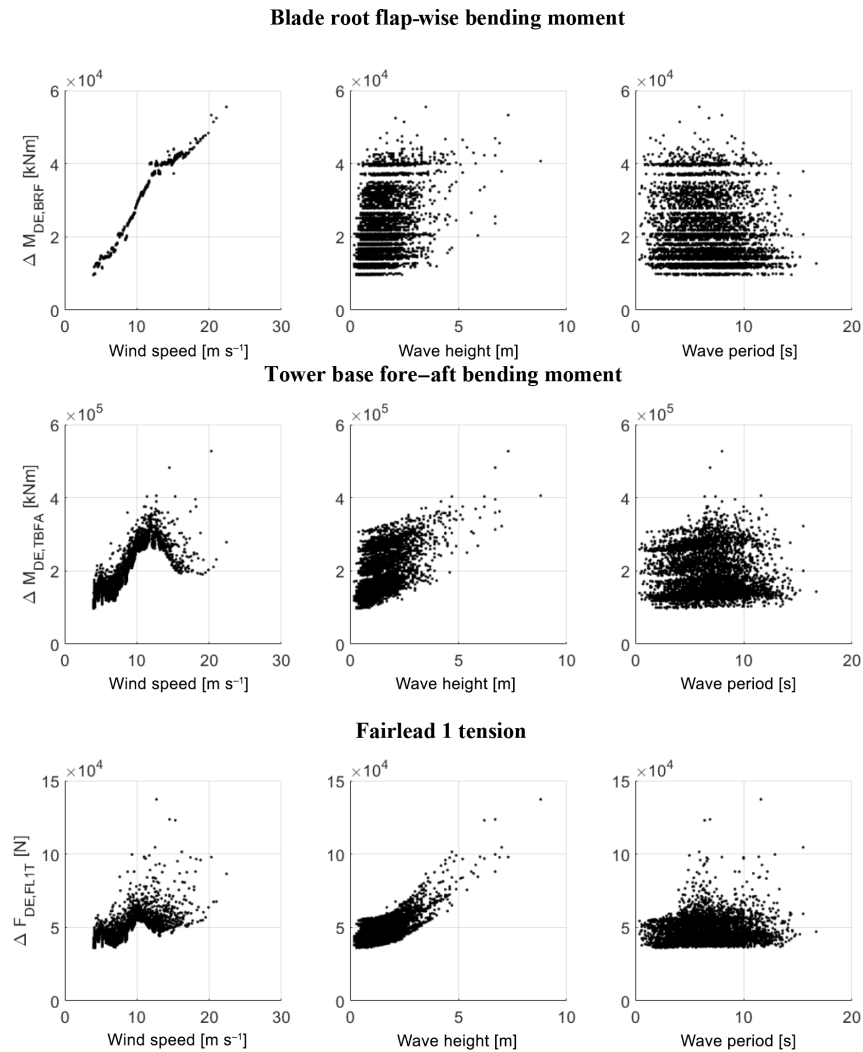 Blade root flap-wise bending moment
×10⁴
6
4
2
0
Δ M_DE,BRF [kNm]
0 10 20 30
Wind speed [m s⁻¹]
×10⁴
6
4
2
0
0 5 10
Wave height [m]
×10⁴
6
4
2
0
0 10 20
Wave period [s]
Tower base fore–aft bending moment
×10⁵
6
4
2
0
Δ M_DE,TBFA [kNm]
0 10 20 30
Wind speed [m s⁻¹]
×10⁵
6
4
2
0
0 5 10
Wave height [m]
×10⁵
6
4
2
0
0 10 20
Wave period [s]
Fairlead 1 tension
×10⁴
15
10
5
0
Δ F_DE,FL1T [N]
0 10 20 30
Wind speed [m s⁻¹]
×10⁴
15
10
5
0
0 5 10
Wave height [m]
×10⁴
15
10
5
0
0 10 20
Wave period [s]